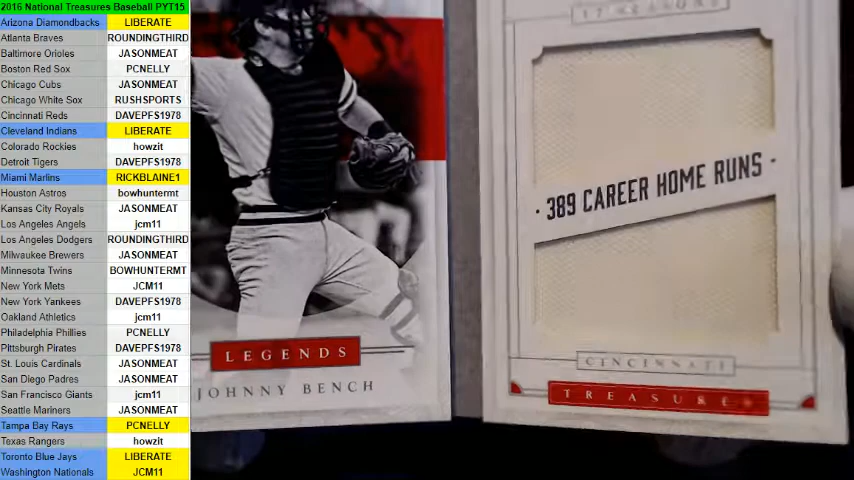 2016 National Treasures Baseball PYT15
Arizona Diamondbacks LIBERATE
Atlanta Braves ROUNDINGTHIRD
Baltimore Orioles JASONMEAT
Boston Red Sox PCNELLY
Chicago Cubs JASONMEAT
Chicago White Sox RUSHSPORTS
Cincinnati Reds DAVEPFS1978
Cleveland Indians LIBERATE
Colorado Rockies howzit
Detroit Tigers DAVEPFS1978
Miami Marlins RICKBLAINE1
Houston Astros bowhuntermt
Kansas City Royals JASONMEAT
Los Angeles Angels jcm11
Los Angeles Dodgers ROUNDINGTHIRD
Milwaukee Brewers JASONMEAT
Minnesota Twins BOWHUNTERMT
New York Mets JCM11
New York Yankees DAVEPFS1978
Oakland Athletics jcm11
Philadelphia Phillies PCNELLY
Pittsburgh Pirates DAVEPFS1978
St. Louis Cardinals JASONMEAT
San Diego Padres JASONMEAT
San Francisco Giants jcm11
Seattle Mariners JASONMEAT
Tampa Bay Rays PCNELLY
Texas Rangers howzit
Toronto Blue Jays LIBERATE
Washington Nationals JCM11
LEGENDS
JOHNNY BENCH
17 SEASONS
· 389 CAREER HOME RUNS ·
CINCINNATI
TREASURES